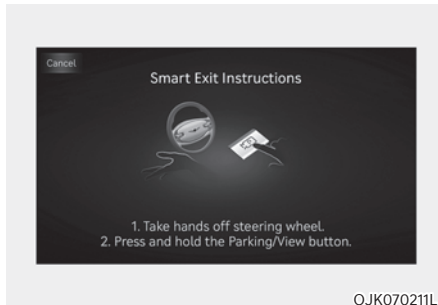 Cancel
Smart Exit Instructions
1. Take hands off steering wheel.
2. Press and hold the Parking/View button.
OJK070211L